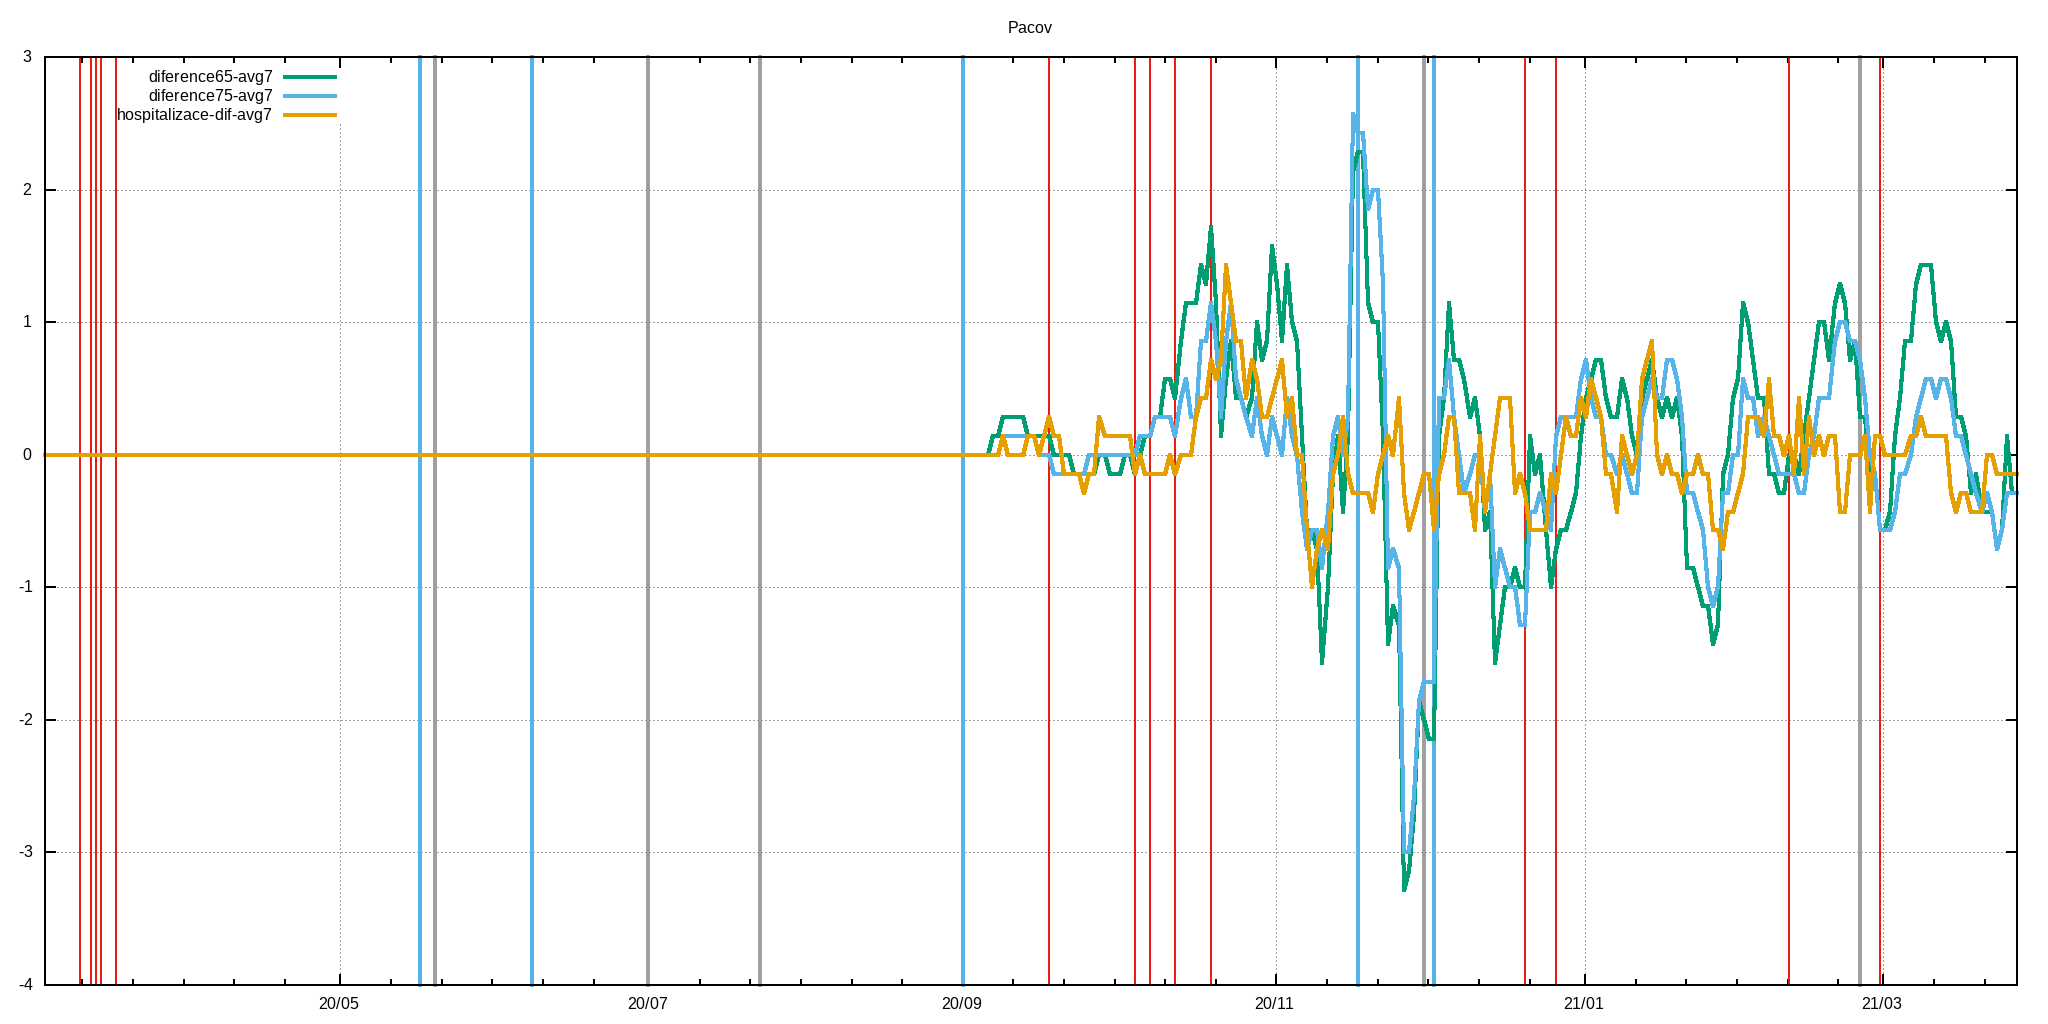 Pacov
3
diference65-avg7
diference75-avg7
hospitalizace-dif-avg7
2
1
0
-1
-2
-3
-4
20/05 20/07 20/09 20/11 21/01 21/03